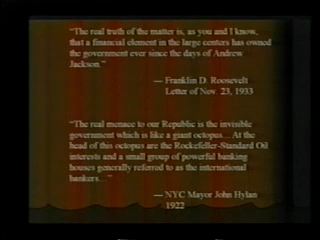 "The real truth of the matter is, as you and I know,
that a financial element in the large centers has owned
the government ever since the days of Andrew
Jackson."
— Franklin D. Roosevelt
Letter of Nov. 23, 1933
"The real menace to our Republic is the invisible
government which is like a giant octopus... At the
head of this octopus are the Rockefeller-Standard Oil
interests and a small group of powerful banking
houses generally referred to as the international
bankers..."
— NYC Mayor John Hylan
1922